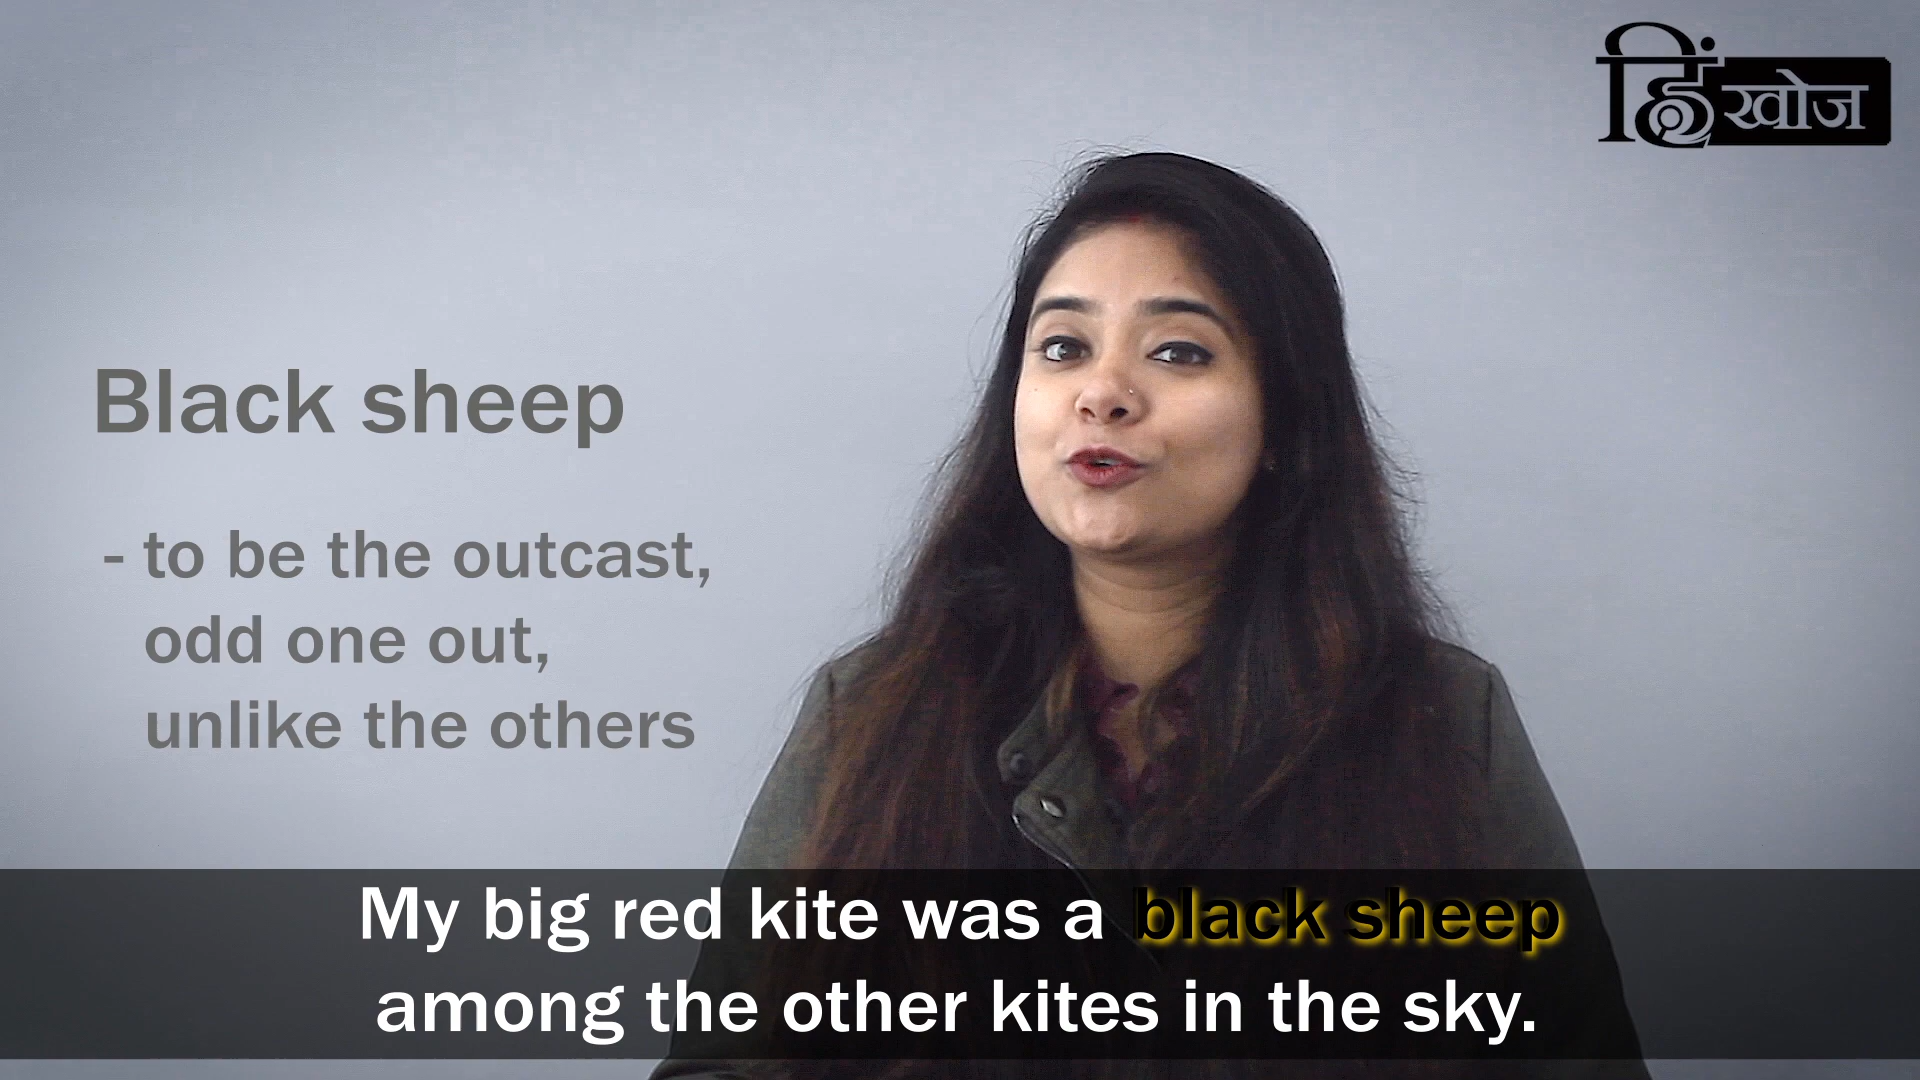 हिंखोज
Black sheep
- to be the outcast,
odd one out,
unlike the others
My big red kite was a black sheep
among the other kites in the sky.